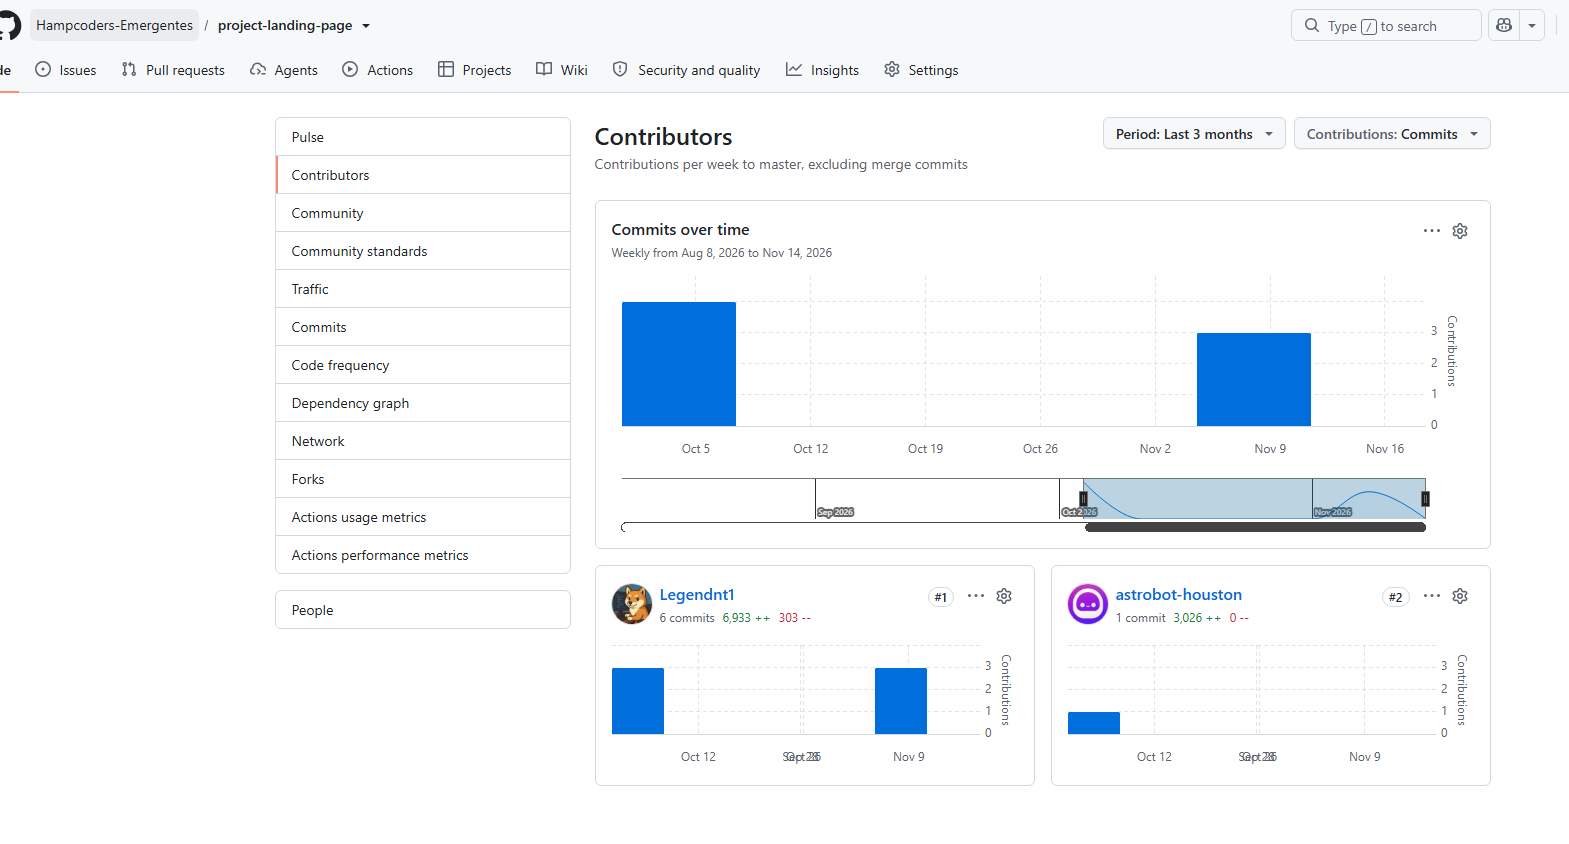 Hampcoders-Emergentes / project-landing-page
Type / to search
de
Issues
Pull requests
Agents
Actions
Projects
Wiki
Security and quality
Insights
Settings
Pulse
Contributors
Community
Community standards
Traffic
Commits
Code frequency
Dependency graph
Network
Forks
Actions usage metrics
Actions performance metrics
People
Contributors
Contributions per week to master, excluding merge commits
Period: Last 3 months
Contributions: Commits
Commits over time
Weekly from Aug 8, 2026 to Nov 14, 2026
3
2
1
0
Contributions
Oct 5 Oct 12 Oct 19 Oct 26 Nov 2 Nov 9 Nov 16
Sep 2026 Oct 2026 Nov 2026
Legendnt1
#1
6 commits 6,933 ++ 303 --
3
2
1
0
Contributions
Oct 12 Nov 9
astrobot-houston
#2
1 commit 3,026 ++ 0 --
3
2
1
0
Contributions
Oct 12 Nov 9